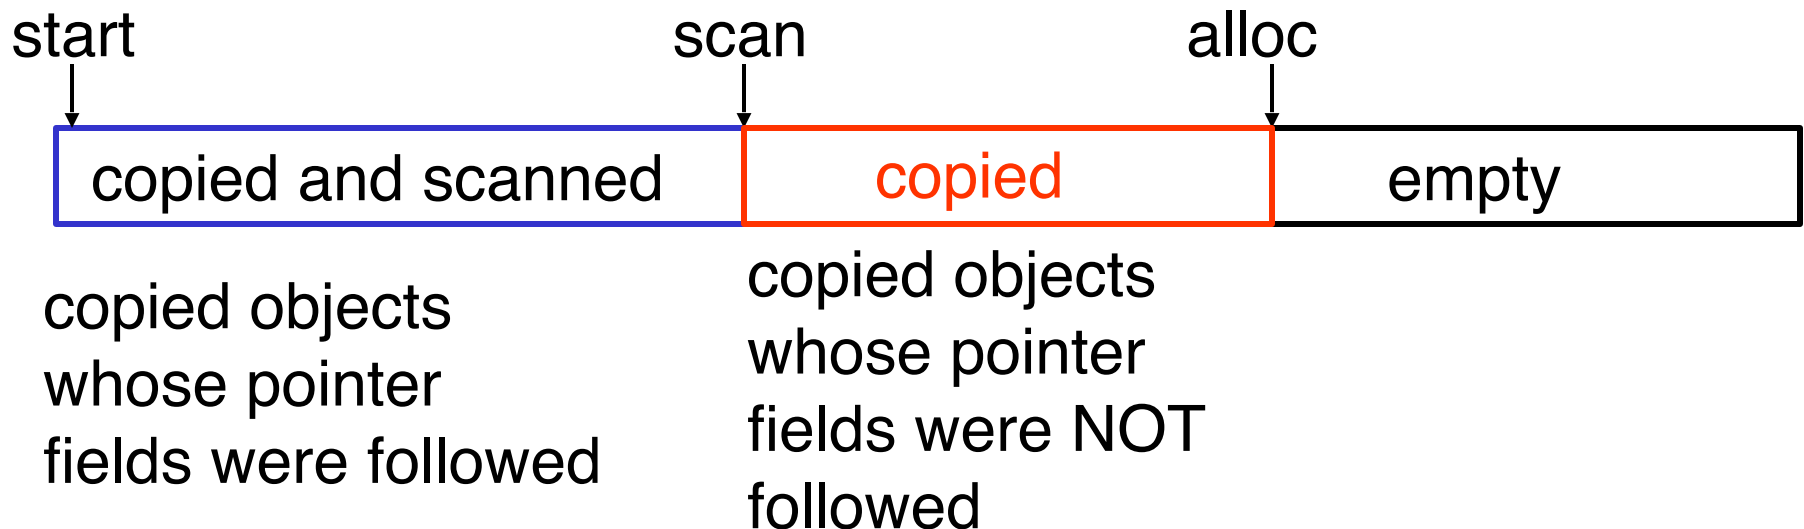 start scan alloc
copied and scanned copied empty
copied objects
whose pointer
fields were followed
copied objects
whose pointer
fields were NOT
followed